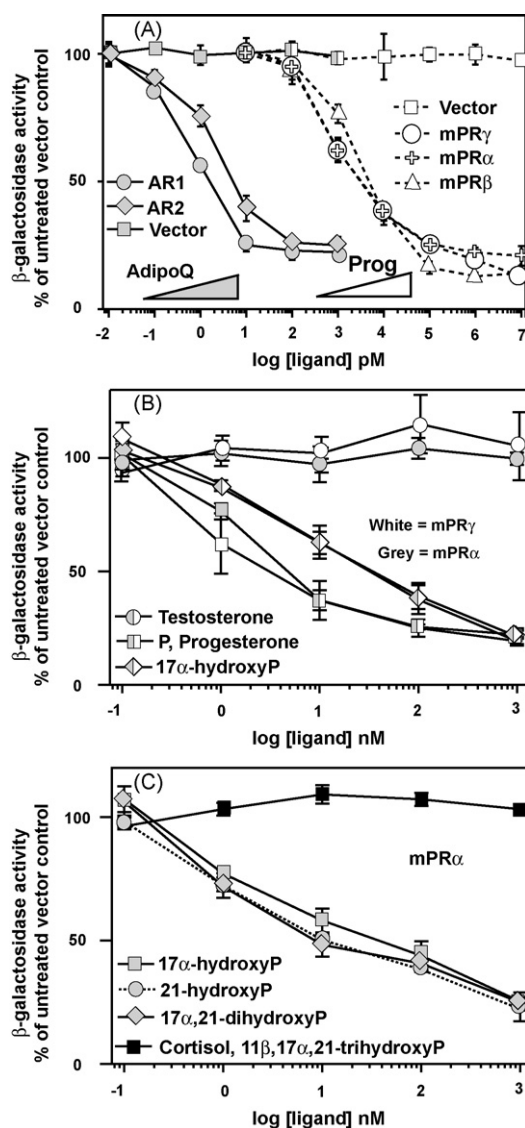 (A)
β-galactosidase activity
% of untreated vector control
100
50
0
AR1
AR2
Vector
AdipoQ
Prog
Vector
mPRγ
mPRα
mPRβ
-2 -1 0 1 2 3 4 5 6 7
log [ligand] pM
(B)
β-galactosidase activity
% of untreated vector control
100
50
0
White = mPRγ
Grey = mPRα
Testosterone
P, Progesterone
17α-hydroxyP
-1 0 1 2 3
log [ligand] nM
(C)
β-galactosidase activity
% of untreated vector control
100
50
0
mPRα
17α-hydroxyP
21-hydroxyP
17α,21-dihydroxyP
Cortisol, 11β,17α,21-trihydroxyP
-1 0 1 2 3
log [ligand] nM